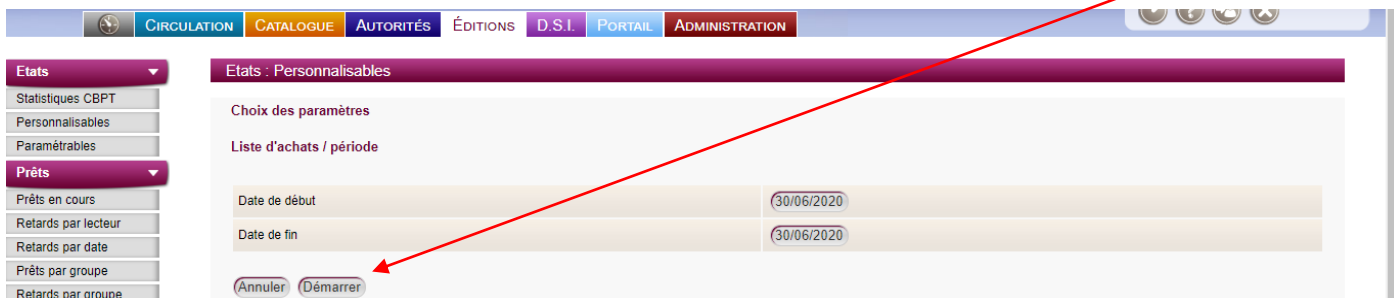 CIRCULATION CATALOGUE AUTORITÉS ÉDITIONS D.S.I. PORTAIL ADMINISTRATION
Etats
Statistiques CBPT
Personnalisables
Paramétrables
Prêts
Prêts en cours
Retards par lecteur
Retards par date
Prêts par groupe
Retards par groupe
Etats : Personnalisables
Choix des paramètres
Liste d'achats / période
Date de début 30/06/2020
Date de fin 30/06/2020
Annuler Démarrer